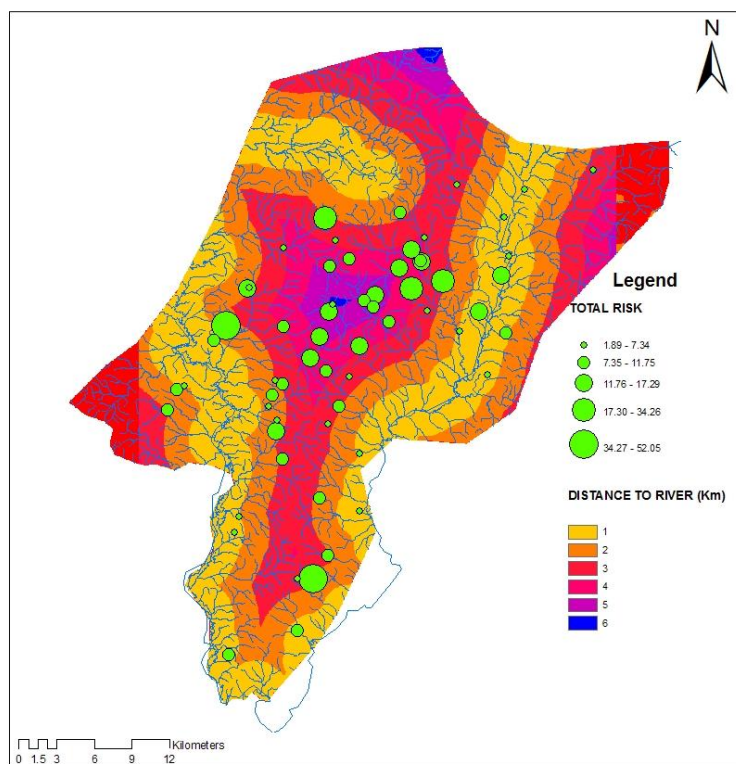 N
Legend
TOTAL RISK
1.89 - 7.34
7.35 - 11.75
11.76 - 17.29
17.30 - 34.26
34.27 - 52.05
DISTANCE TO RIVER (Km)
1
2
3
4
5
6
Kilometers
0 1.5 3 6 9 12